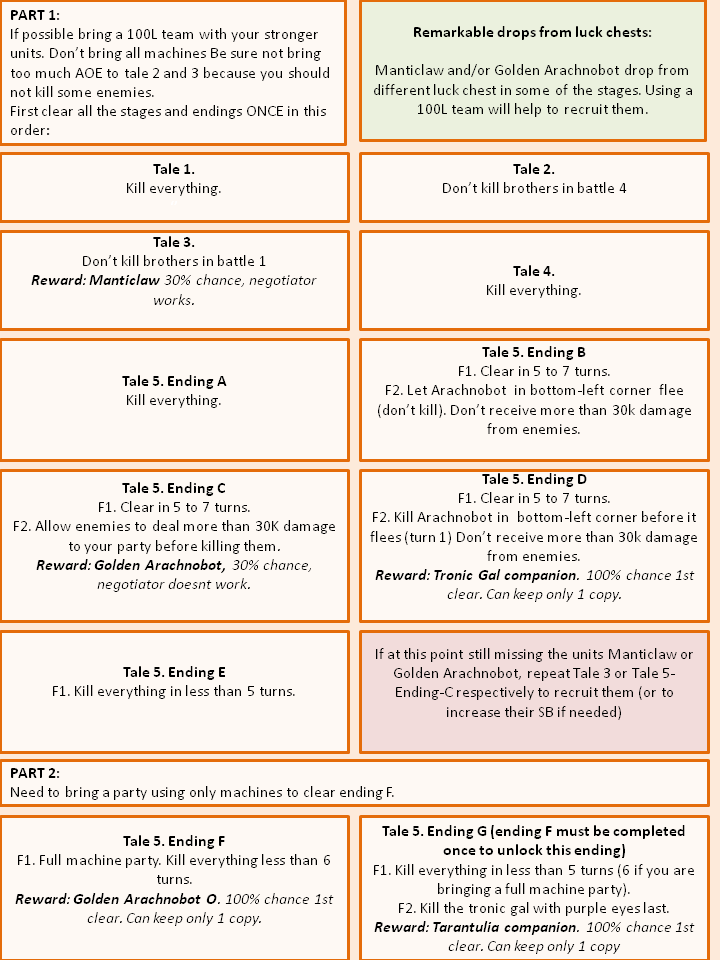 PART 1:
If possible bring a 100L team with your stronger
units. Don't bring all machines Be sure not bring
too much AOE to tale 2 and 3 because you should
not kill some enemies.
First clear all the stages and endings ONCE in this
order:
Remarkable drops from luck chests:
Manticlaw and/or Golden Arachnobot drop from
different luck chest in some of the stages. Using a
100L team will help to recruit them.
Tale 1.
Kill everything.
Tale 2.
Don't kill brothers in battle 4
Tale 3.
Don't kill brothers in battle 1
Reward: Manticlaw 30% chance, negotiator
works.
Tale 4.
Kill everything.
Tale 5. Ending A
Kill everything.
Tale 5. Ending B
F1. Clear in 5 to 7 turns.
F2. Let Arachnobot in bottom-left corner flee
(don't kill). Don't receive more than 30k damage
from enemies.
Tale 5. Ending C
F1. Clear in 5 to 7 turns.
F2. Allow enemies to deal more than 30K damage
to your party before killing them.
Reward: Golden Arachnobot, 30% chance,
negotiator doesnt work.
Tale 5. Ending D
F1. Clear in 5 to 7 turns.
F2. Kill Arachnobot in bottom-left corner before it
flees (turn 1) Don't receive more than 30k damage
from enemies.
Reward: Tronic Gal companion. 100% chance 1st
clear. Can keep only 1 copy.
Tale 5. Ending E
F1. Kill everything in less than 5 turns.
If at this point still missing the units Manticlaw or
Golden Arachnobot, repeat Tale 3 or Tale 5-
Ending-C respectively to recruit them (or to
increase their SB if needed)
PART 2:
Need to bring a party using only machines to clear ending F.
Tale 5. Ending F
F1. Full machine party. Kill everything less than 6
turns.
Reward: Golden Arachnobot O. 100% chance 1st
clear. Can keep only 1 copy.
Tale 5. Ending G (ending F must be completed
once to unlock this ending)
F1. Kill everything in less than 5 turns (6 if you are
bringing a full machine party).
F2. Kill the tronic gal with purple eyes last.
Reward: Tarantulia companion. 100% chance 1st
clear. Can keep only 1 copy